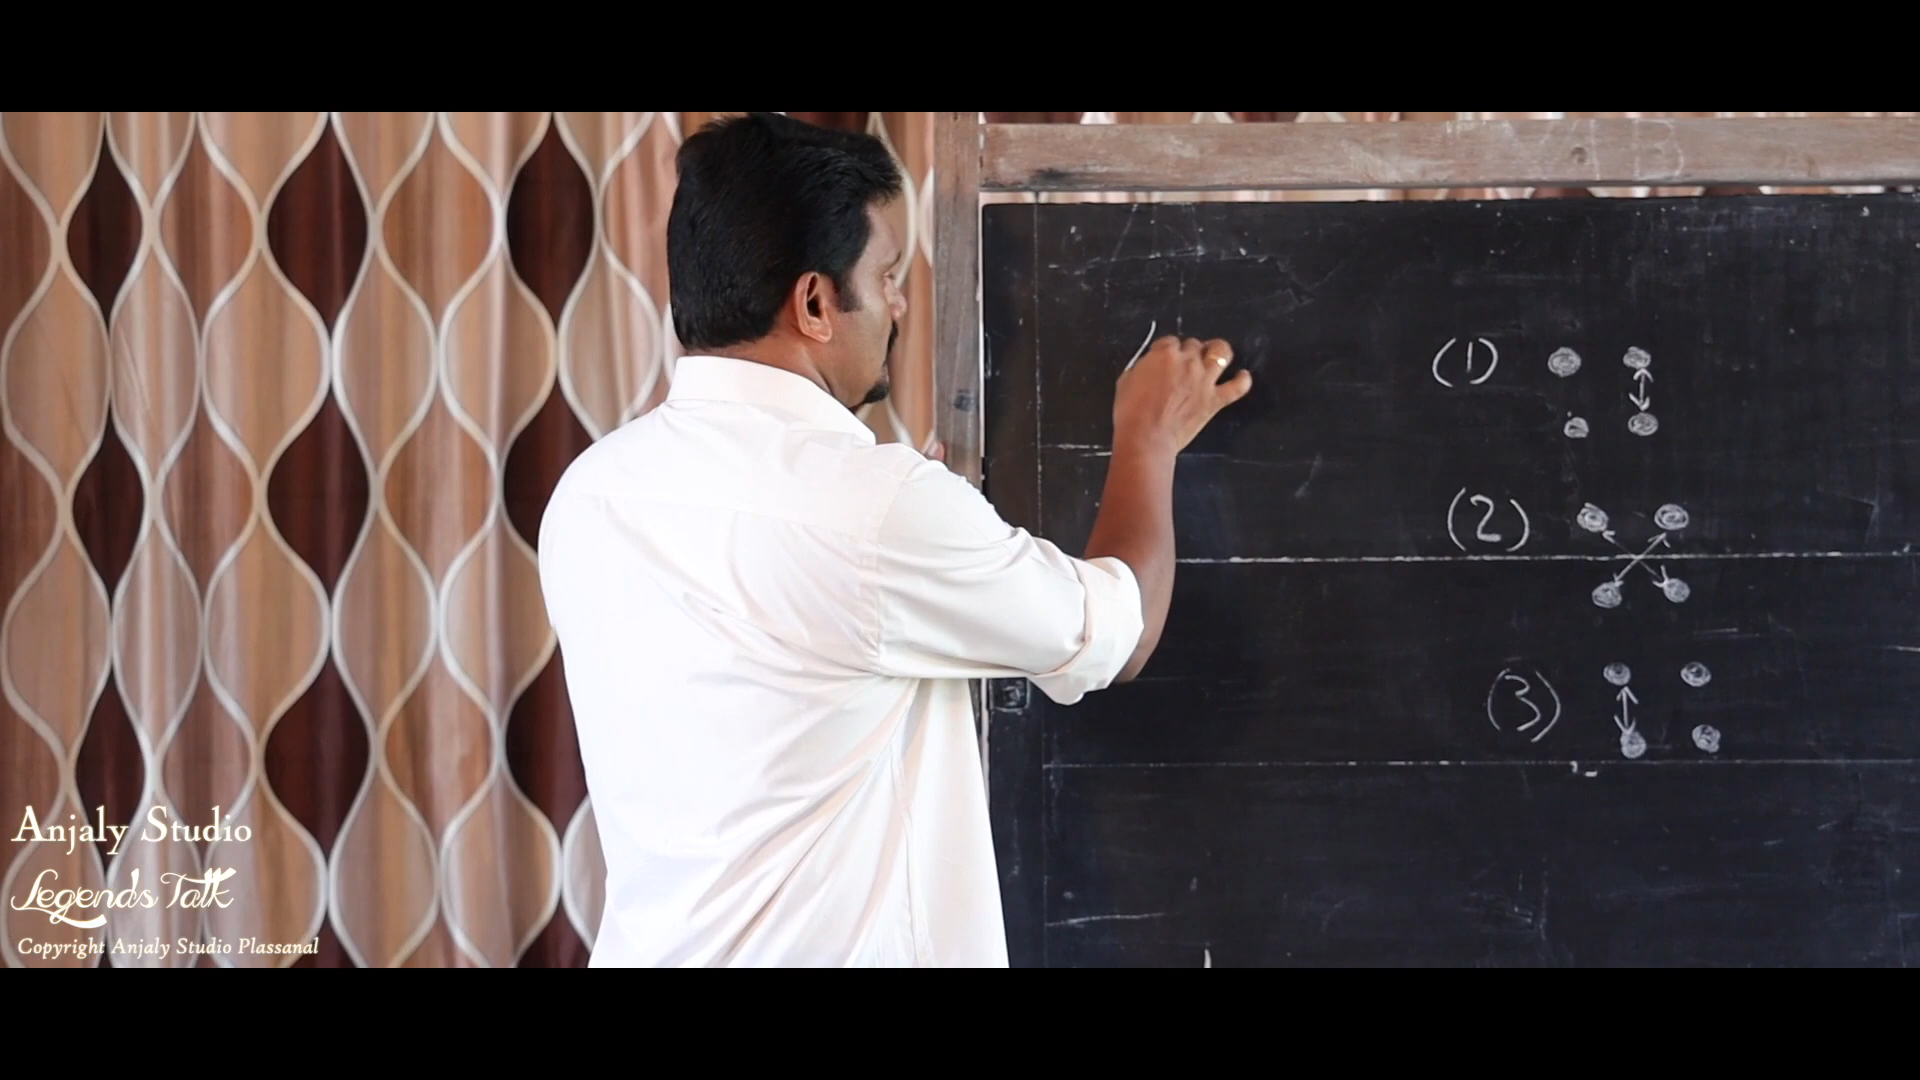 (1)
(2)
(3)
Anjaly Studio
Legends Talk
Copyright Anjaly Studio Plassanal